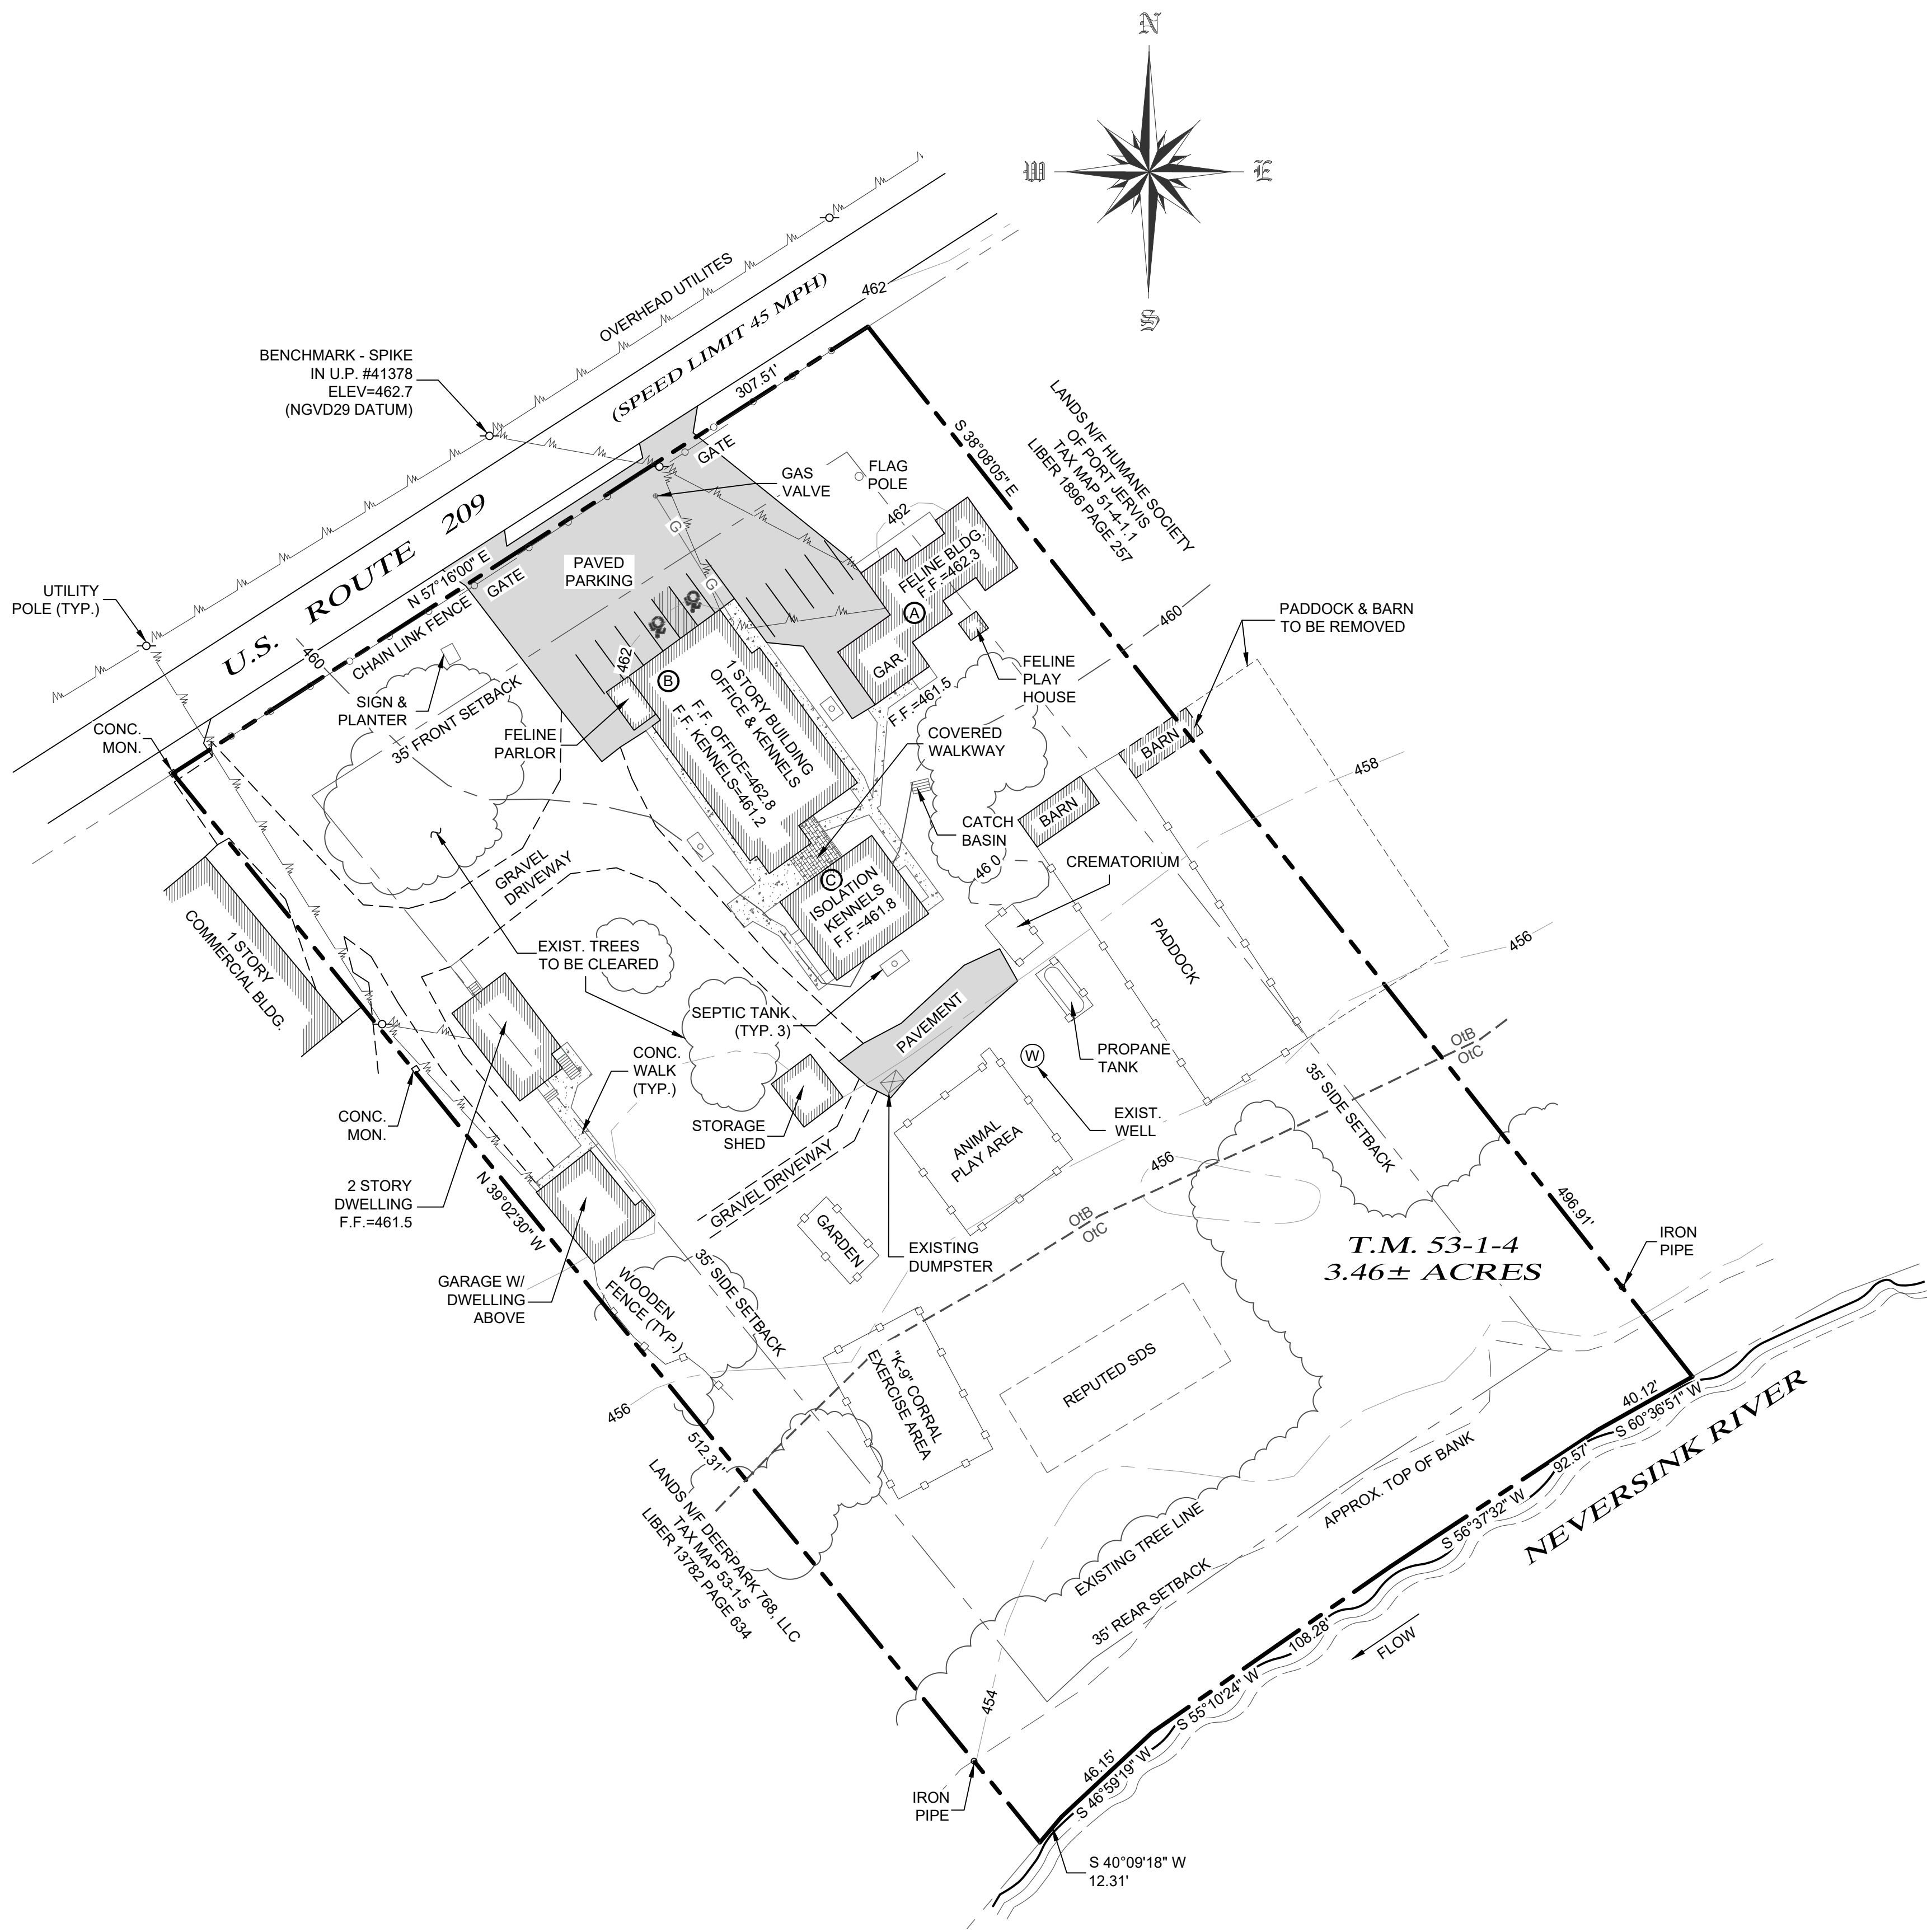 N
W
E
S
OVERHEAD UTILITES
(SPEED LIMIT 45 MPH)
462
BENCHMARK - SPIKE
IN U.P. #41378
ELEV=462.7
(NGVD29 DATUM)
307.51'
GATE
S 38°08'05" E
LANDS N/F HUMANE SOCIETY
OF PORT JERVIS
TAX MAP 51-4-1.1
LIBER 1896 PAGE 257
GAS
VALVE
FLAG
POLE
462
G
G
U.S. ROUTE 209
N 57°16'00" E
GATE
CHAIN LINK FENCE
PAVED
PARKING
FELINE BLDG.
F.F.=462.3
A
GAR.
F.F.=461.5
UTILITY
POLE (TYP.)
460
460
PADDOCK & BARN
TO BE REMOVED
SIGN &
PLANTER
35' FRONT SETBACK
462
B
1 STORY BUILDING
OFFICE & KENNELS
F.F. OFFICE=462.8
F.F. KENNELS=461.2
FELINE
PLAY
HOUSE
FELINE
PARLOR
CONC.
MON.
COVERED
WALKWAY
BARN
458
BARN
CATCH
BASIN
46.0
CREMATORIUM
GRAVEL
DRIVEWAY
C
ISOLATION
KENNELS
F.F.=461.8
1 STORY
COMMERCIAL BLDG.
EXIST. TREES
TO BE CLEARED
PADDOCK
456
SEPTIC TANK
(TYP. 3)
PAVEMENT
PROPANE
TANK
W
OtB
OtC
CONC.
WALK
(TYP.)
CONC.
MON.
STORAGE
SHED
EXIST.
WELL
35' SIDE SETBACK
ANIMAL
PLAY AREA
456
2 STORY
DWELLING
F.F.=461.5
N 39°02'30" W
GRAVEL DRIVEWAY
GARDEN
OtB
OtC
496.91'
IRON
PIPE
T.M. 53-1-4
3.46± ACRES
EXISTING
DUMPSTER
GARAGE W/
DWELLING
ABOVE
WOODEN
FENCE (TYP.)
35' SIDE SETBACK
"K-9" CORRAL
EXERCISE AREA
REPUTED SDS
456
512.31'
40.12'
S 60°36'51" W
NEVERSINK RIVER
92.57'
S 56°37'32" W
APPROX. TOP OF BANK
LANDS N/F DEERPARK 768, LLC
TAX MAP 53-1-5
LIBER 13782 PAGE 634
EXISTING TREE LINE
35' REAR SETBACK
108.28'
S 55°10'24" W
FLOW
454
46.15'
S 46°59'19" W
IRON
PIPE
S 40°09'18" W
12.31'